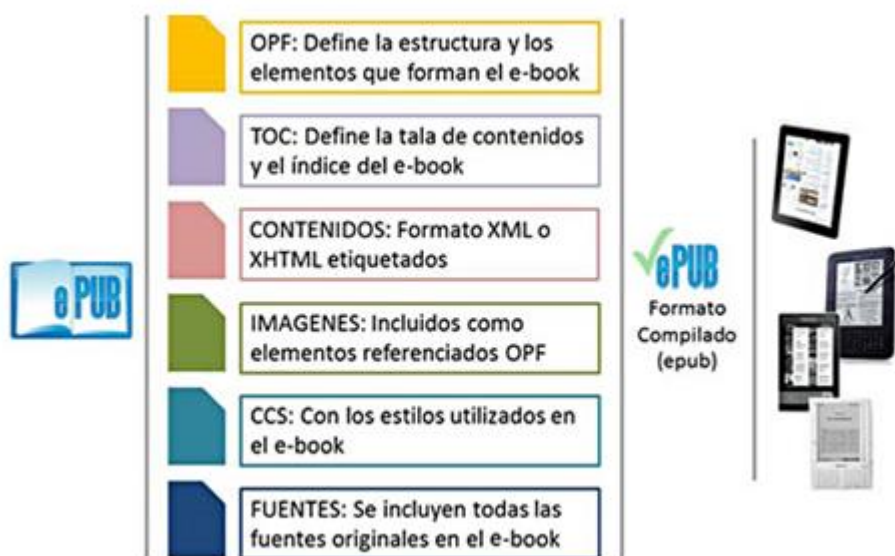 OPF: Define la estructura y los
elementos que forman el e-book
TOC: Define la tala de contenidos
y el índice del e-book
CONTENIDOS: Formato XML o
XHTML etiquetados
ePUB
IMAGENES: Incluidos como
elementos referenciados OPF
CCS: Con los estilos utilizados en
el e-book
FUENTES: Se incluyen todas las
fuentes originales en el e-book
ePUB
Formato
Compilado
(epub)